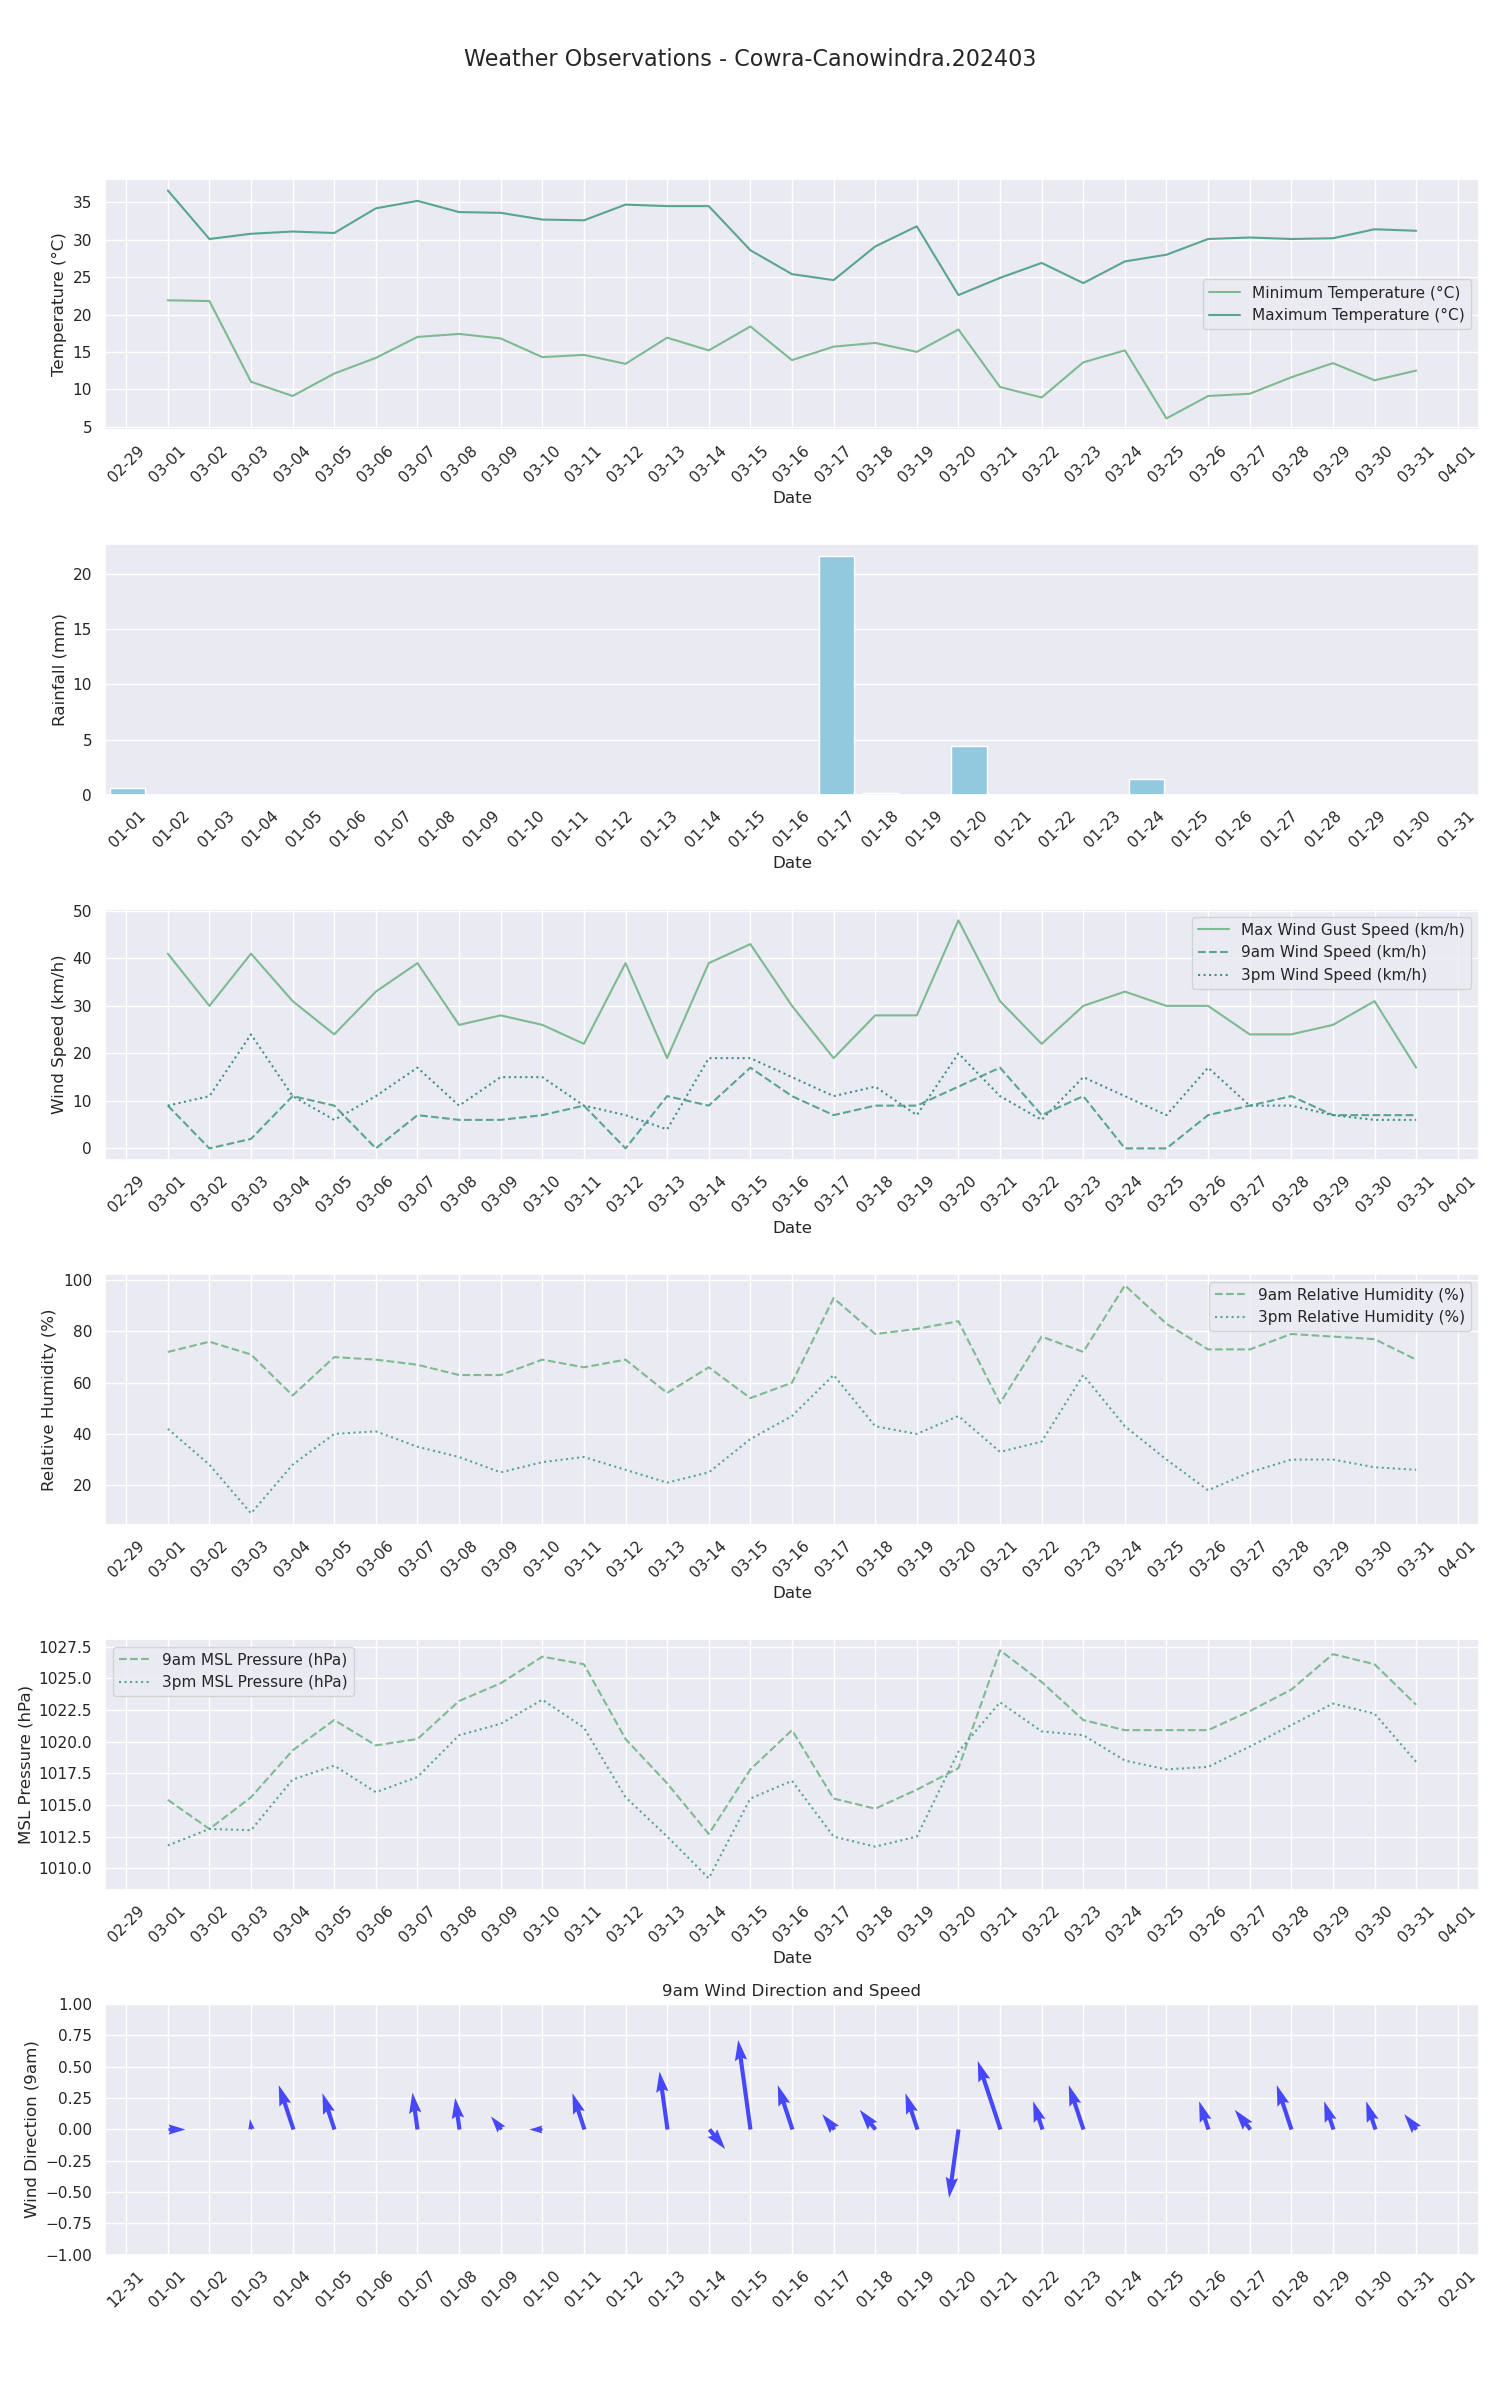 Weather Observations - Cowra-Canowindra.202403
35
30
25
20
15
10
5
Temperature (°C)
Minimum Temperature (°C)
Maximum Temperature (°C)
02-29 03-01 03-02 03-03 03-04 03-05 03-06 03-07 03-08 03-09 03-10 03-11 03-12 03-13 03-14 03-15 03-16 03-17 03-18 03-19 03-20 03-21 03-22 03-23 03-24 03-25 03-26 03-27 03-28 03-29 03-30 03-31 04-01
Date
20
15
10
5
0
Rainfall (mm)
01-01 01-02 01-03 01-04 01-05 01-06 01-07 01-08 01-09 01-10 01-11 01-12 01-13 01-14 01-15 01-16 01-17 01-18 01-19 01-20 01-21 01-22 01-23 01-24 01-25 01-26 01-27 01-28 01-29 01-30 01-31
Date
50
40
30
20
10
0
Wind Speed (km/h)
Max Wind Gust Speed (km/h)
9am Wind Speed (km/h)
3pm Wind Speed (km/h)
02-29 03-01 03-02 03-03 03-04 03-05 03-06 03-07 03-08 03-09 03-10 03-11 03-12 03-13 03-14 03-15 03-16 03-17 03-18 03-19 03-20 03-21 03-22 03-23 03-24 03-25 03-26 03-27 03-28 03-29 03-30 03-31 04-01
Date
100
80
60
40
20
Relative Humidity (%)
9am Relative Humidity (%)
3pm Relative Humidity (%)
02-29 03-01 03-02 03-03 03-04 03-05 03-06 03-07 03-08 03-09 03-10 03-11 03-12 03-13 03-14 03-15 03-16 03-17 03-18 03-19 03-20 03-21 03-22 03-23 03-24 03-25 03-26 03-27 03-28 03-29 03-30 03-31 04-01
Date
1027.5
1025.0
1022.5
1020.0
1017.5
1015.0
1012.5
1010.0
MSL Pressure (hPa)
9am MSL Pressure (hPa)
3pm MSL Pressure (hPa)
02-29 03-01 03-02 03-03 03-04 03-05 03-06 03-07 03-08 03-09 03-10 03-11 03-12 03-13 03-14 03-15 03-16 03-17 03-18 03-19 03-20 03-21 03-22 03-23 03-24 03-25 03-26 03-27 03-28 03-29 03-30 03-31 04-01
Date
9am Wind Direction and Speed
1.00
0.75
0.50
0.25
0.00
−0.25
−0.50
−0.75
−1.00
Wind Direction (9am)
12-31 01-01 01-02 01-03 01-04 01-05 01-06 01-07 01-08 01-09 01-10 01-11 01-12 01-13 01-14 01-15 01-16 01-17 01-18 01-19 01-20 01-21 01-22 01-23 01-24 01-25 01-26 01-27 01-28 01-29 01-30 01-31 02-01